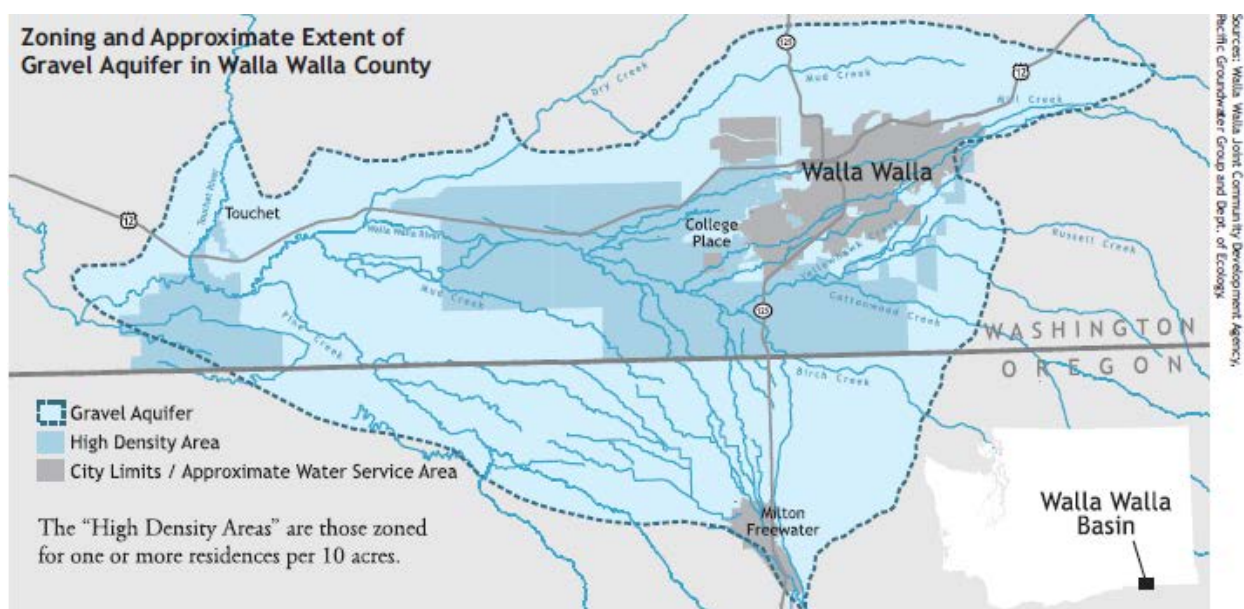 Zoning and Approximate Extent of
Gravel Aquifer in Walla Walla County
Sources: Walla Walla Joint Community Development Agency,
Pacific Groundwater Group and Dept. of Ecology.
125
12
Dry Creek
Mud Creek
Mill Creek
Walla Walla
Touchet River
Touchet
12
Walla Walla River
College
Place
Yellowhawk Creek
Russell Creek
Mud Creek
Pine Creek
125
Cottonwood Creek
WASHINGTON
OREGON
Birch Creek
Gravel Aquifer
High Density Area
City Limits / Approximate Water Service Area
The “High Density Areas” are those zoned
for one or more residences per 10 acres.
Milton
Freewater
Walla Walla
Basin